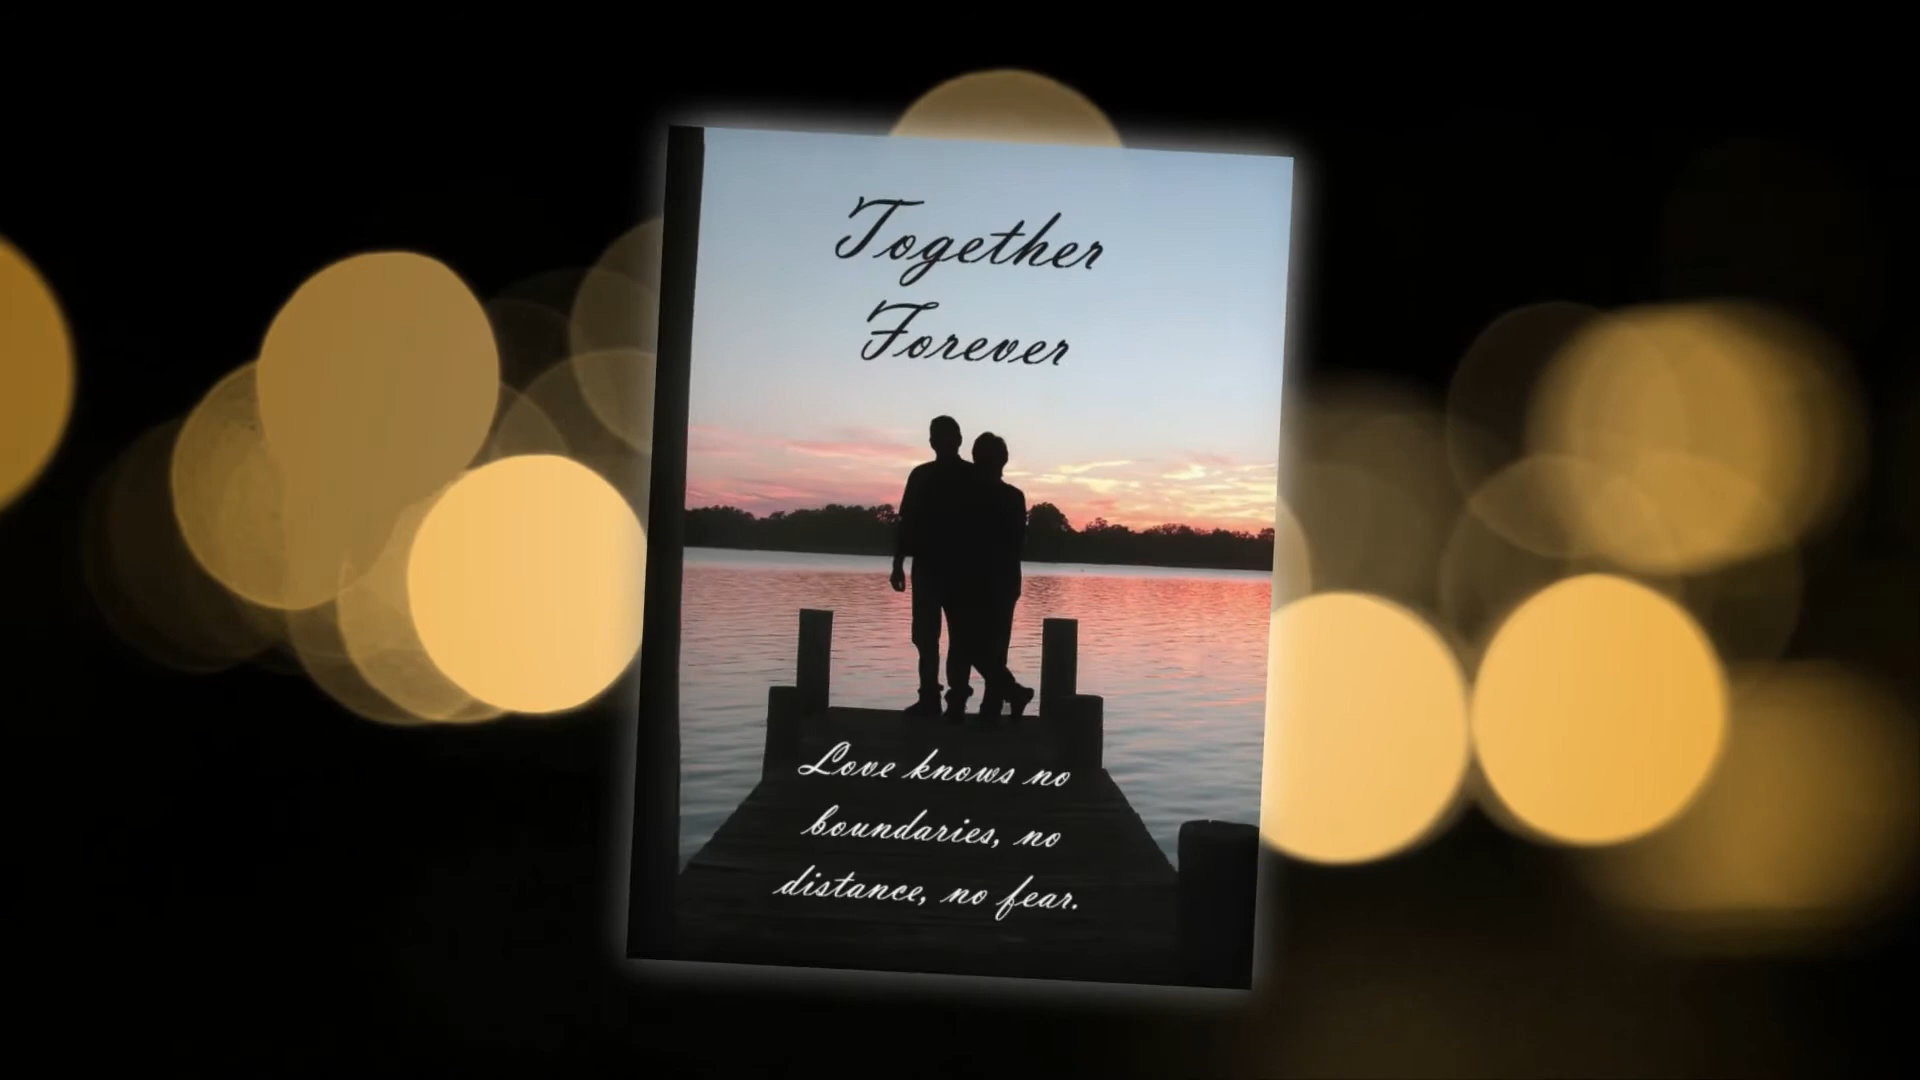 Together
Forever
Love knows no
boundaries, no
distance, no fear.